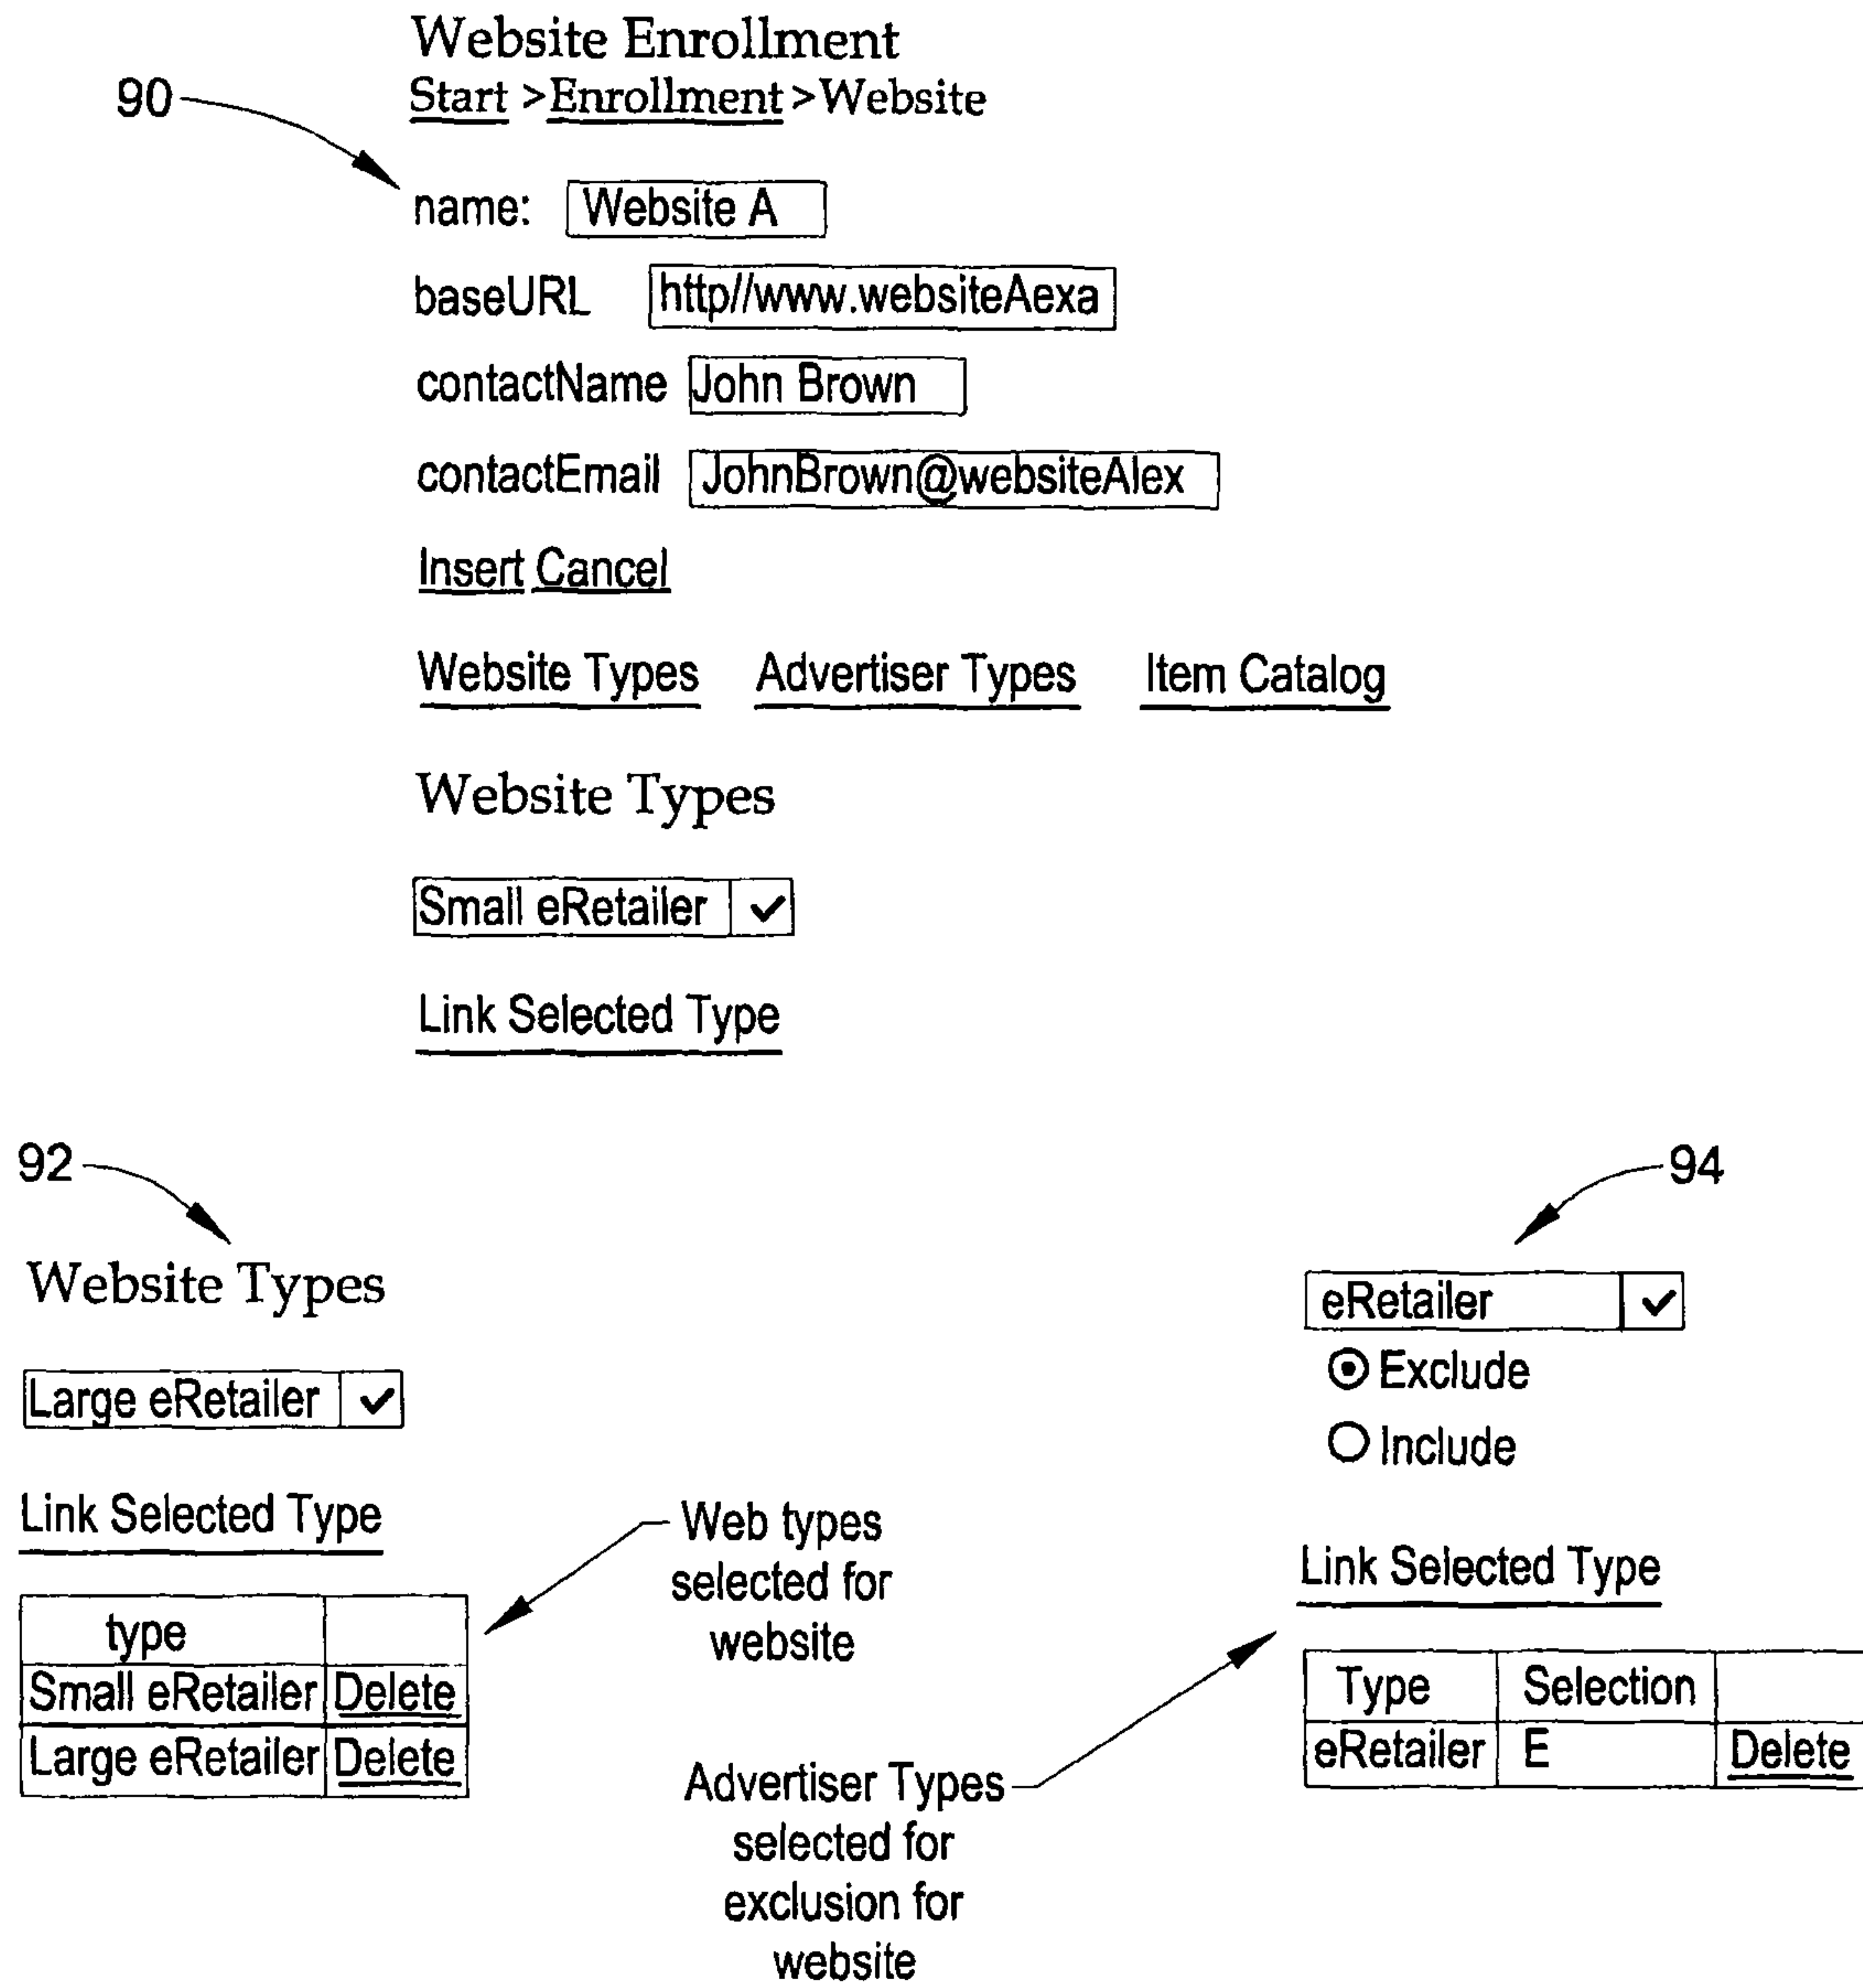 Website Enrollment
90
Start >Enrollment>Website
name: Website A
baseURL http//www.websiteAexa
contactName John Brown
contactEmail JohnBrown@websiteAlex
Insert Cancel
Website Types Advertiser Types Item Catalog
Website Types
Small eRetailer
Link Selected Type
92
Website Types
Large eRetailer
Link Selected Type
type
Small eRetailer Delete
Large eRetailer Delete
Web types
selected for
website
94
eRetailer
Exclude
Include
Link Selected Type
Type Selection
eRetailer E Delete
Advertiser Types
selected for
exclusion for
website